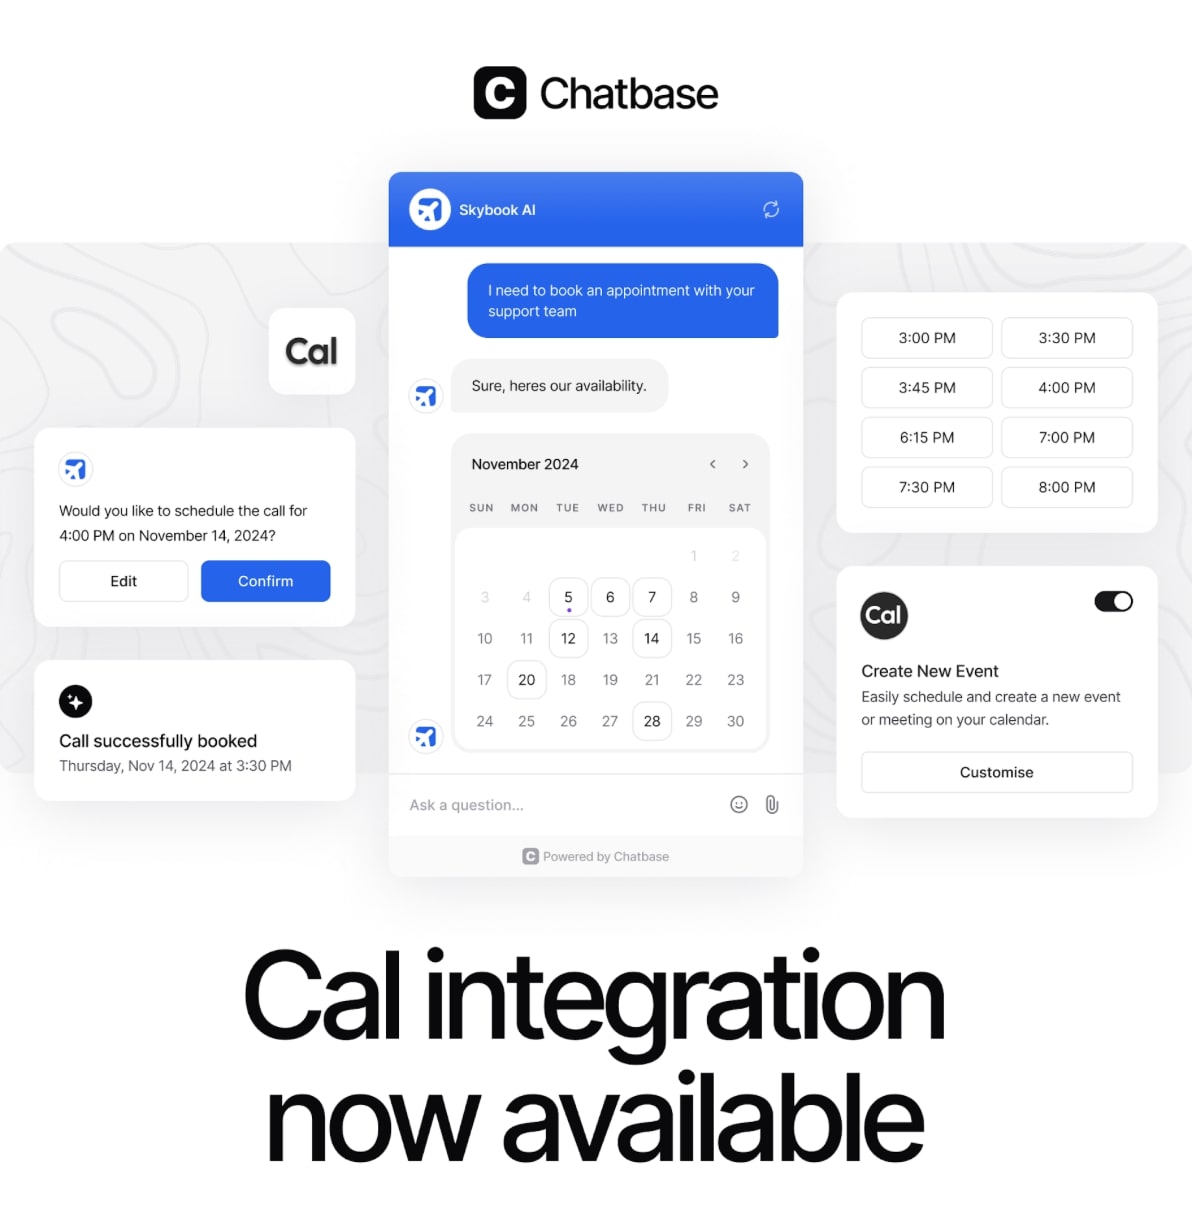 Chatbase
Skybook AI
I need to book an appointment with your
support team
Sure, heres our availability.
November 2024
SUN MON TUE WED THU FRI SAT
1 2
3 4 5 6 7 8 9
10 11 12 13 14 15 16
17 20 18 19 21 22 23
24 25 26 27 28 29 30
Ask a question...
C Powered by Chatbase
Cal
Would you like to schedule the call for
4:00 PM on November 14, 2024?
Edit Confirm
Call successfully booked
Thursday, Nov 14, 2024 at 3:30 PM
3:00 PM 3:30 PM
3:45 PM 4:00 PM
6:15 PM 7:00 PM
7:30 PM 8:00 PM
Cal
Create New Event
Easily schedule and create a new event
or meeting on your calendar.
Customise
Cal integration
now available